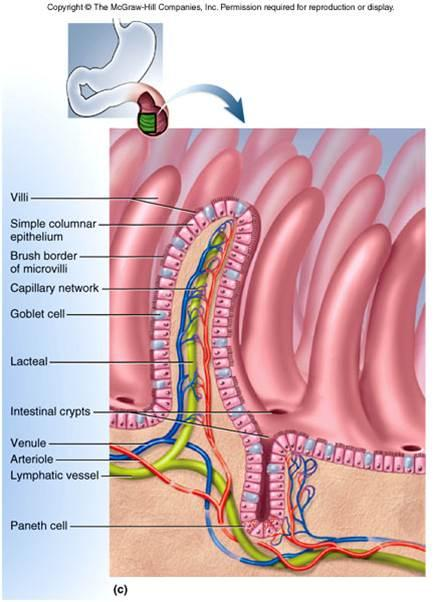 Copyright © The McGraw-Hill Companies, Inc. Permission required for reproduction or display.
Villi
Simple columnar
epithelium
Brush border
of microvilli
Capillary network
Goblet cell
Lacteal
Intestinal crypts
Venule
Arteriole
Lymphatic vessel
Paneth cell
(c)